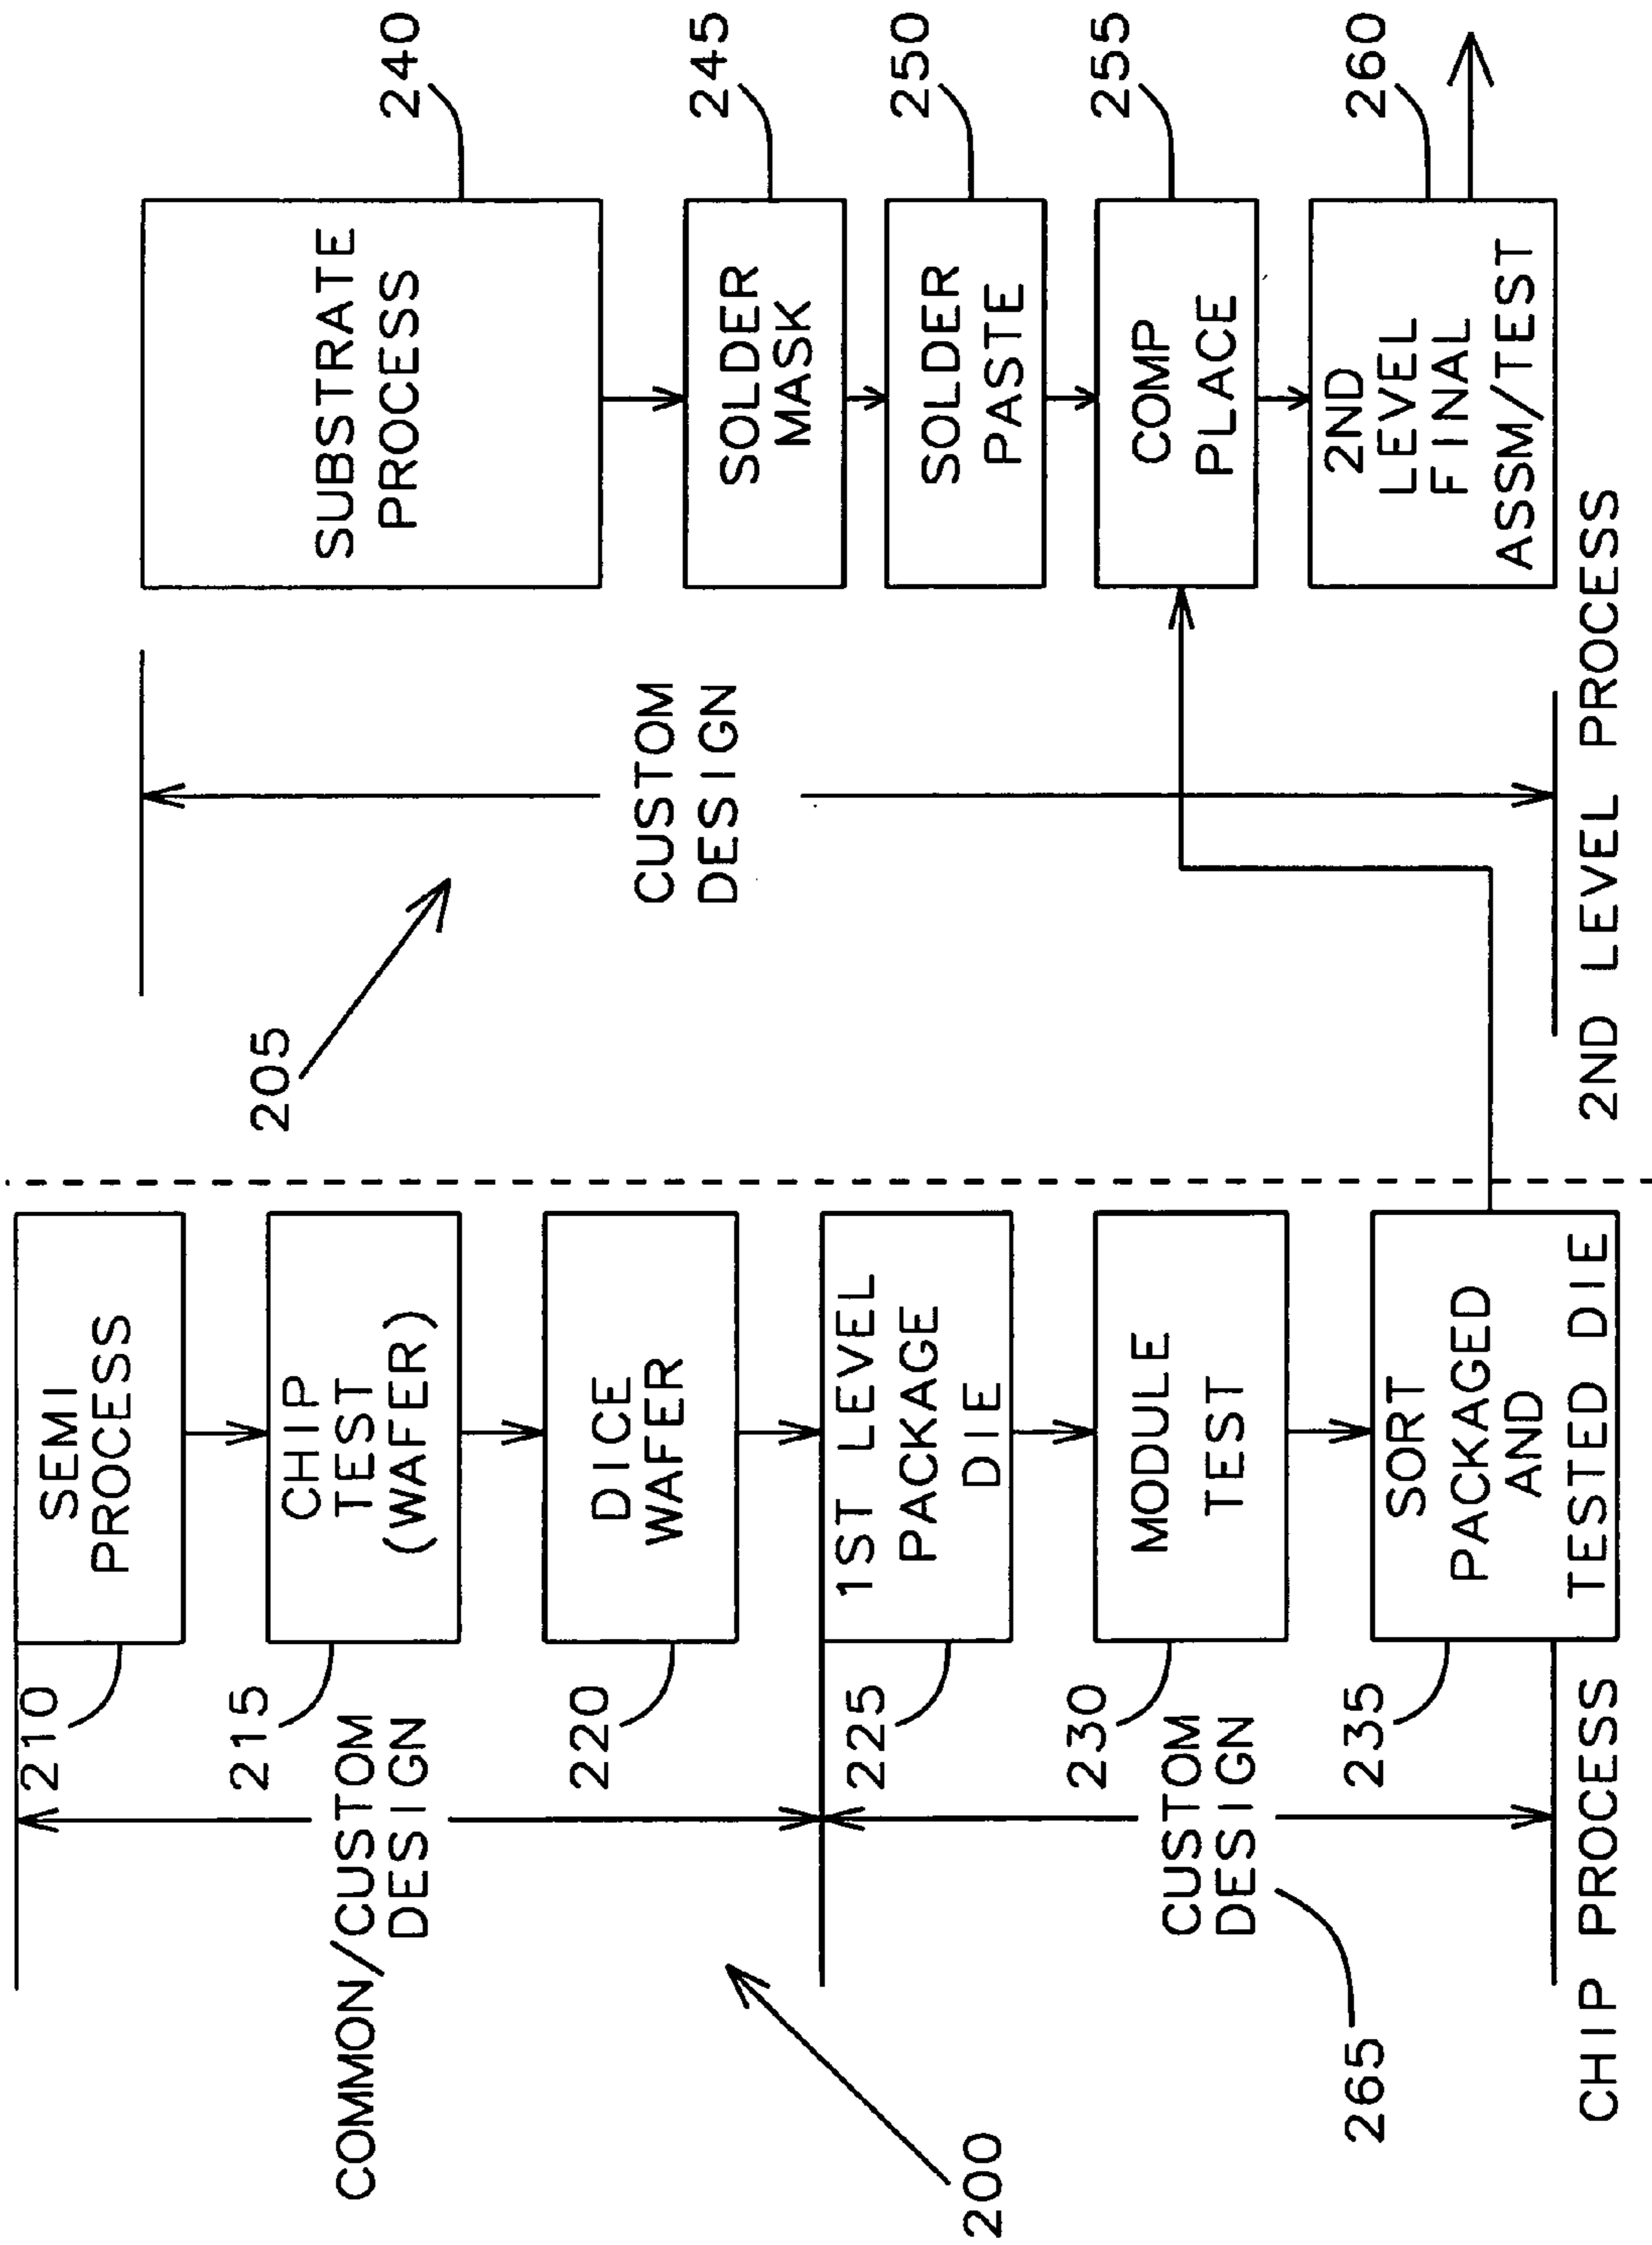 210
SEMI
PROCESS
215
CHIP
TEST
(WAFER)
COMMON/CUSTOM
DESIGN
220
DICE
WAFER
225
1ST LEVEL
PACKAGE
DIE
200
230
MODULE
TEST
CUSTOM
DESIGN
265
235
SORT
PACKAGED
AND
TESTED DIE
CHIP PROCESS
205
CUSTOM
DESIGN
SUBSTRATE
PROCESS
240
SOLDER
MASK
245
SOLDER
PASTE
250
COMP
PLACE
255
2ND
LEVEL
FINAL
ASSM/TEST
260
2ND LEVEL PROCESS